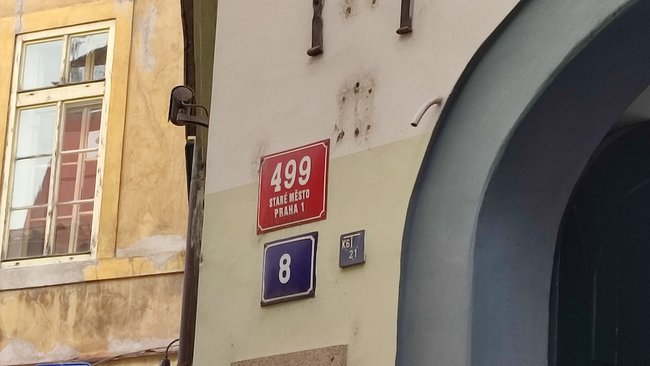 499
STARÉ MĚSTO
PRAHA 1
8
K6
21